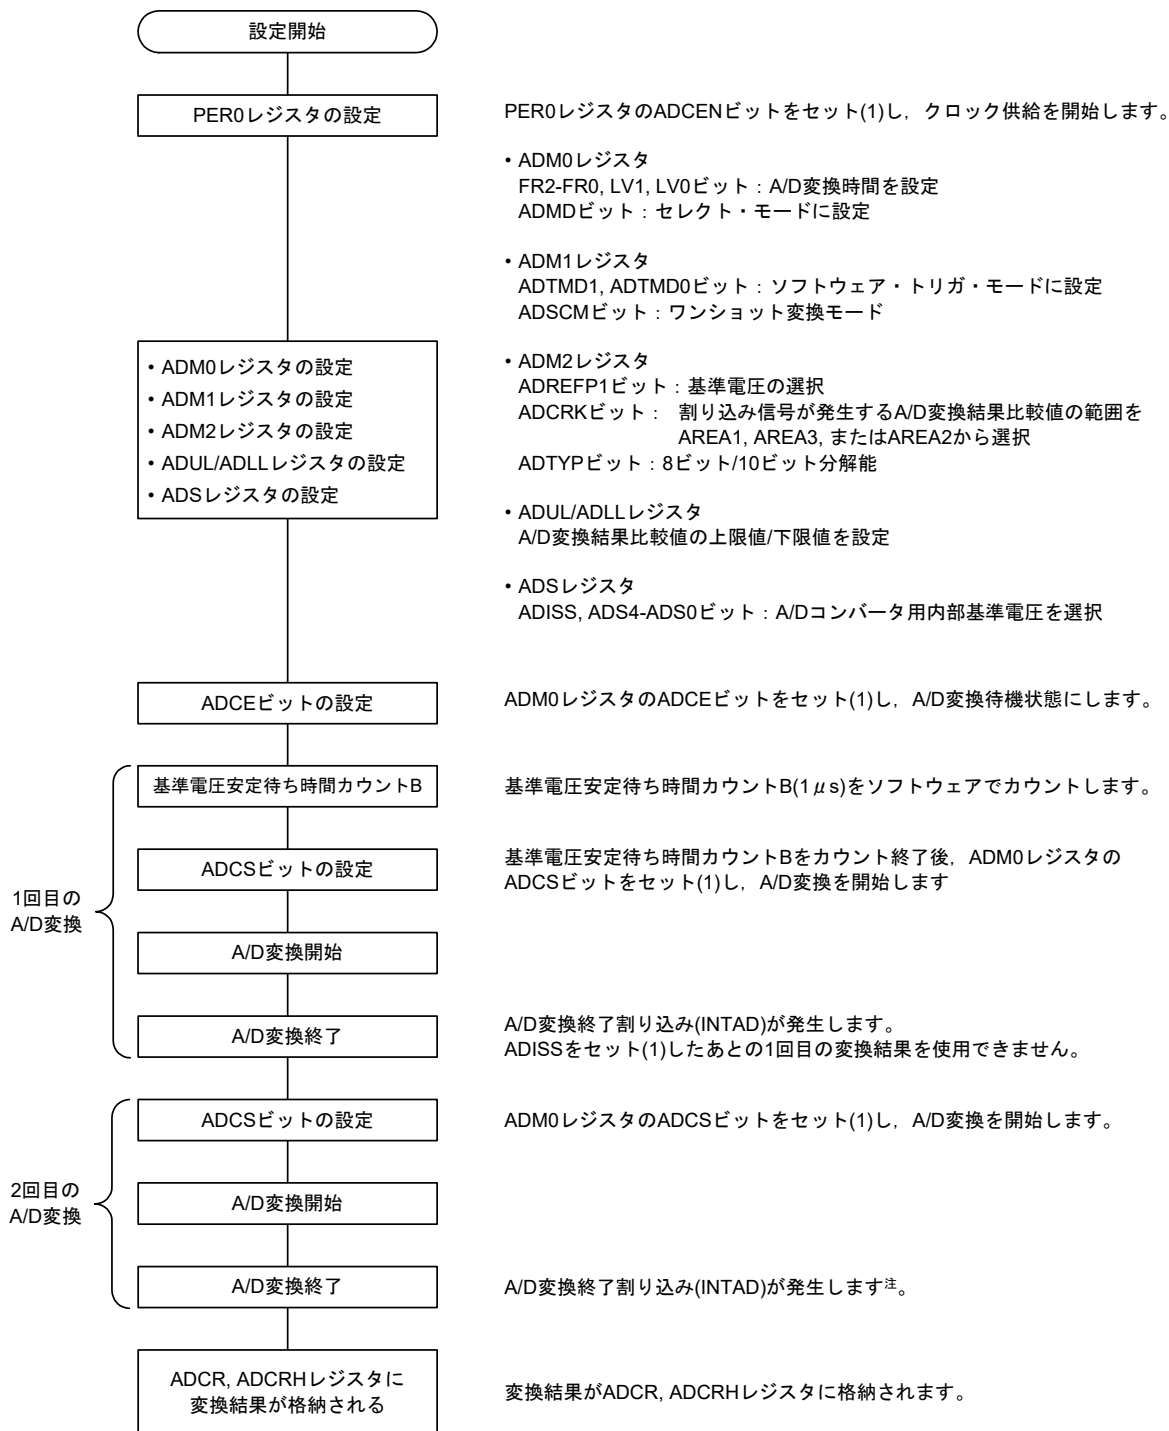 設定開始
PER0レジスタの設定
PER0レジスタのADCENビットをセット(1)し，クロック供給を開始します。
• ADM0レジスタ
FR2-FR0, LV1, LV0ビット：A/D変換時間を設定
ADMDビット：セレクト・モードに設定
• ADM1レジスタ
ADTMD1, ADTMD0ビット：ソフトウェア・トリガ・モードに設定
ADSCMビット：ワンショット変換モード
• ADM0レジスタの設定
• ADM1レジスタの設定
• ADM2レジスタの設定
• ADUL/ADLLレジスタの設定
• ADSレジスタの設定
• ADM2レジスタ
ADREFP1ビット：基準電圧の選択
ADCRKビット： 割り込み信号が発生するA/D変換結果比較値の範囲を
AREA1, AREA3, またはAREA2から選択
ADTYPビット：8ビット/10ビット分解能
• ADUL/ADLLレジスタ
A/D変換結果比較値の上限値/下限値を設定
• ADSレジスタ
ADISS, ADS4-ADS0ビット：A/Dコンバータ用内部基準電圧を選択
ADCEビットの設定
ADM0レジスタのADCEビットをセット(1)し，A/D変換待機状態にします。
1回目の
A/D変換
基準電圧安定待ち時間カウントB
基準電圧安定待ち時間カウントB(1μs)をソフトウェアでカウントします。
ADCSビットの設定
基準電圧安定待ち時間カウントBをカウント終了後，ADM0レジスタの
ADCSビットをセット(1)し，A/D変換を開始します
A/D変換開始
A/D変換終了
A/D変換終了割り込み(INTAD)が発生します。
ADISSをセット(1)したあとの1回目の変換結果を使用できません。
2回目の
A/D変換
ADCSビットの設定
ADM0レジスタのADCSビットをセット(1)し，A/D変換を開始します。
A/D変換開始
A/D変換終了
A/D変換終了割り込み(INTAD)が発生します注。
ADCR, ADCRHレジスタに
変換結果が格納される
変換結果がADCR, ADCRHレジスタに格納されます。